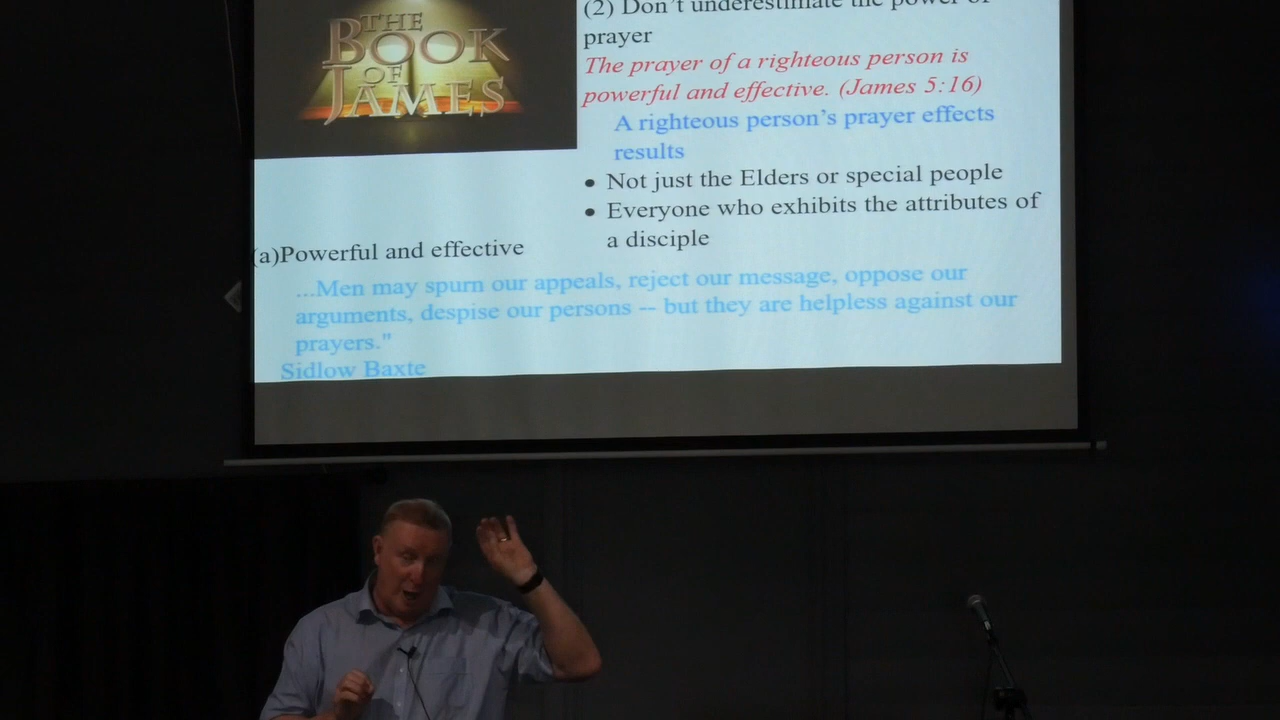 THE
BOOK
OF
JAMES
(2) Don't underestimate the power of
prayer
The prayer of a righteous person is
powerful and effective. (James 5:16)
A righteous person's prayer effects
results
• Not just the Elders or special people
• Everyone who exhibits the attributes of
a disciple
(a)Powerful and effective
...Men may spurn our appeals, reject our message, oppose our
arguments, despise our persons -- but they are helpless against our
prayers."
Sidlow Baxte